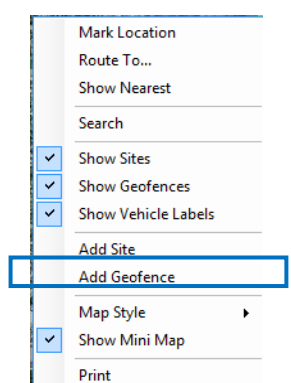 Mark Location
Route To...
Show Nearest
Search
Show Sites
Show Geofences
Show Vehicle Labels
Add Site
Add Geofence
Map Style
Show Mini Map
Print